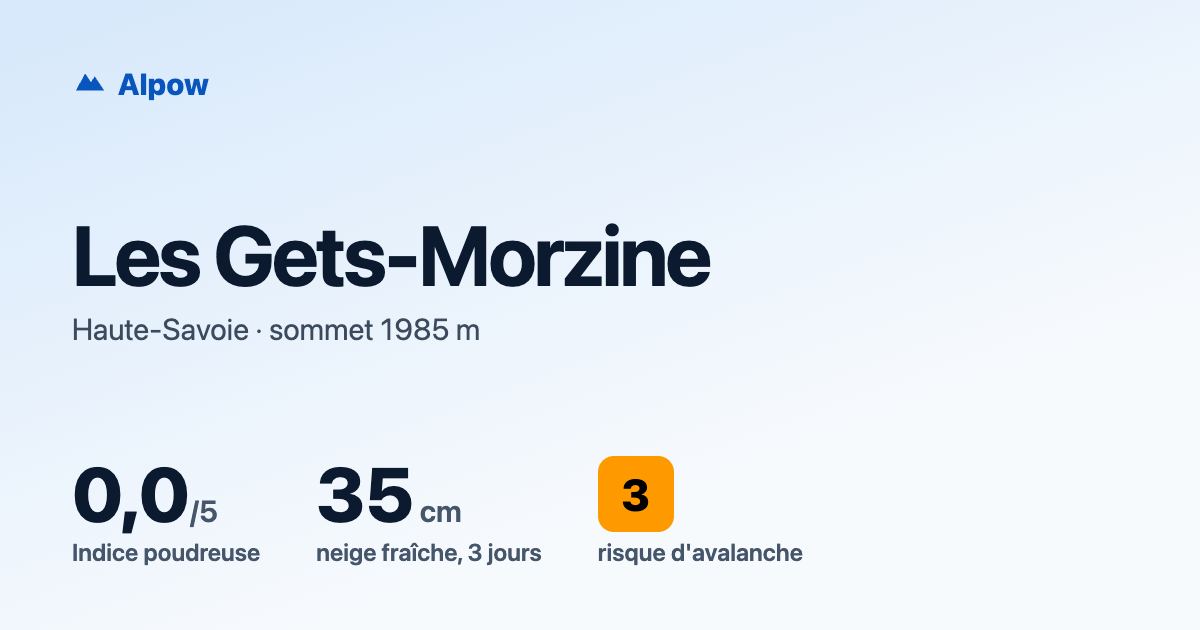 Alpow
Les Gets-Morzine
Haute-Savoie · sommet 1985 m
0,0/5
Indice poudreuse
35 cm
neige fraîche, 3 jours
3
risque d'avalanche